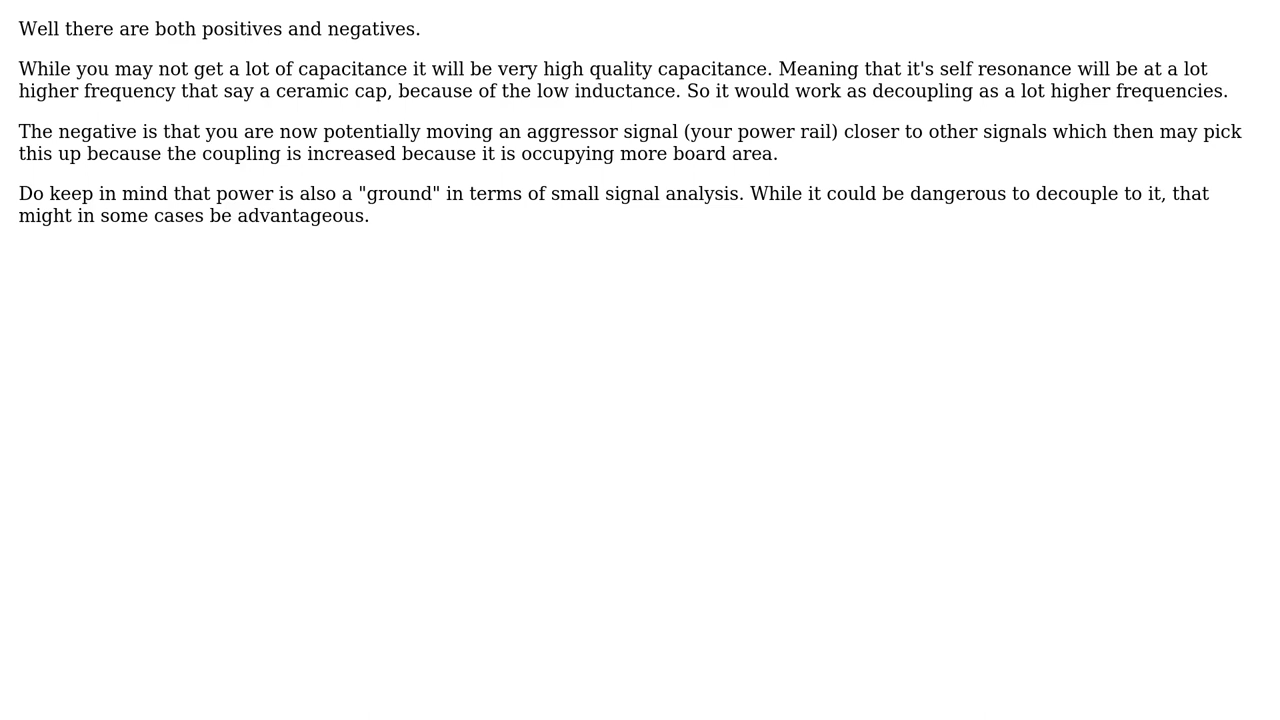 Well there are both positives and negatives.
While you may not get a lot of capacitance it will be very high quality capacitance. Meaning that it's self resonance will be at a lot
higher frequency that say a ceramic cap, because of the low inductance. So it would work as decoupling as a lot higher frequencies.
The negative is that you are now potentially moving an aggressor signal (your power rail) closer to other signals which then may pick
this up because the coupling is increased because it is occupying more board area.
Do keep in mind that power is also a "ground" in terms of small signal analysis. While it could be dangerous to decouple to it, that
might in some cases be advantageous.